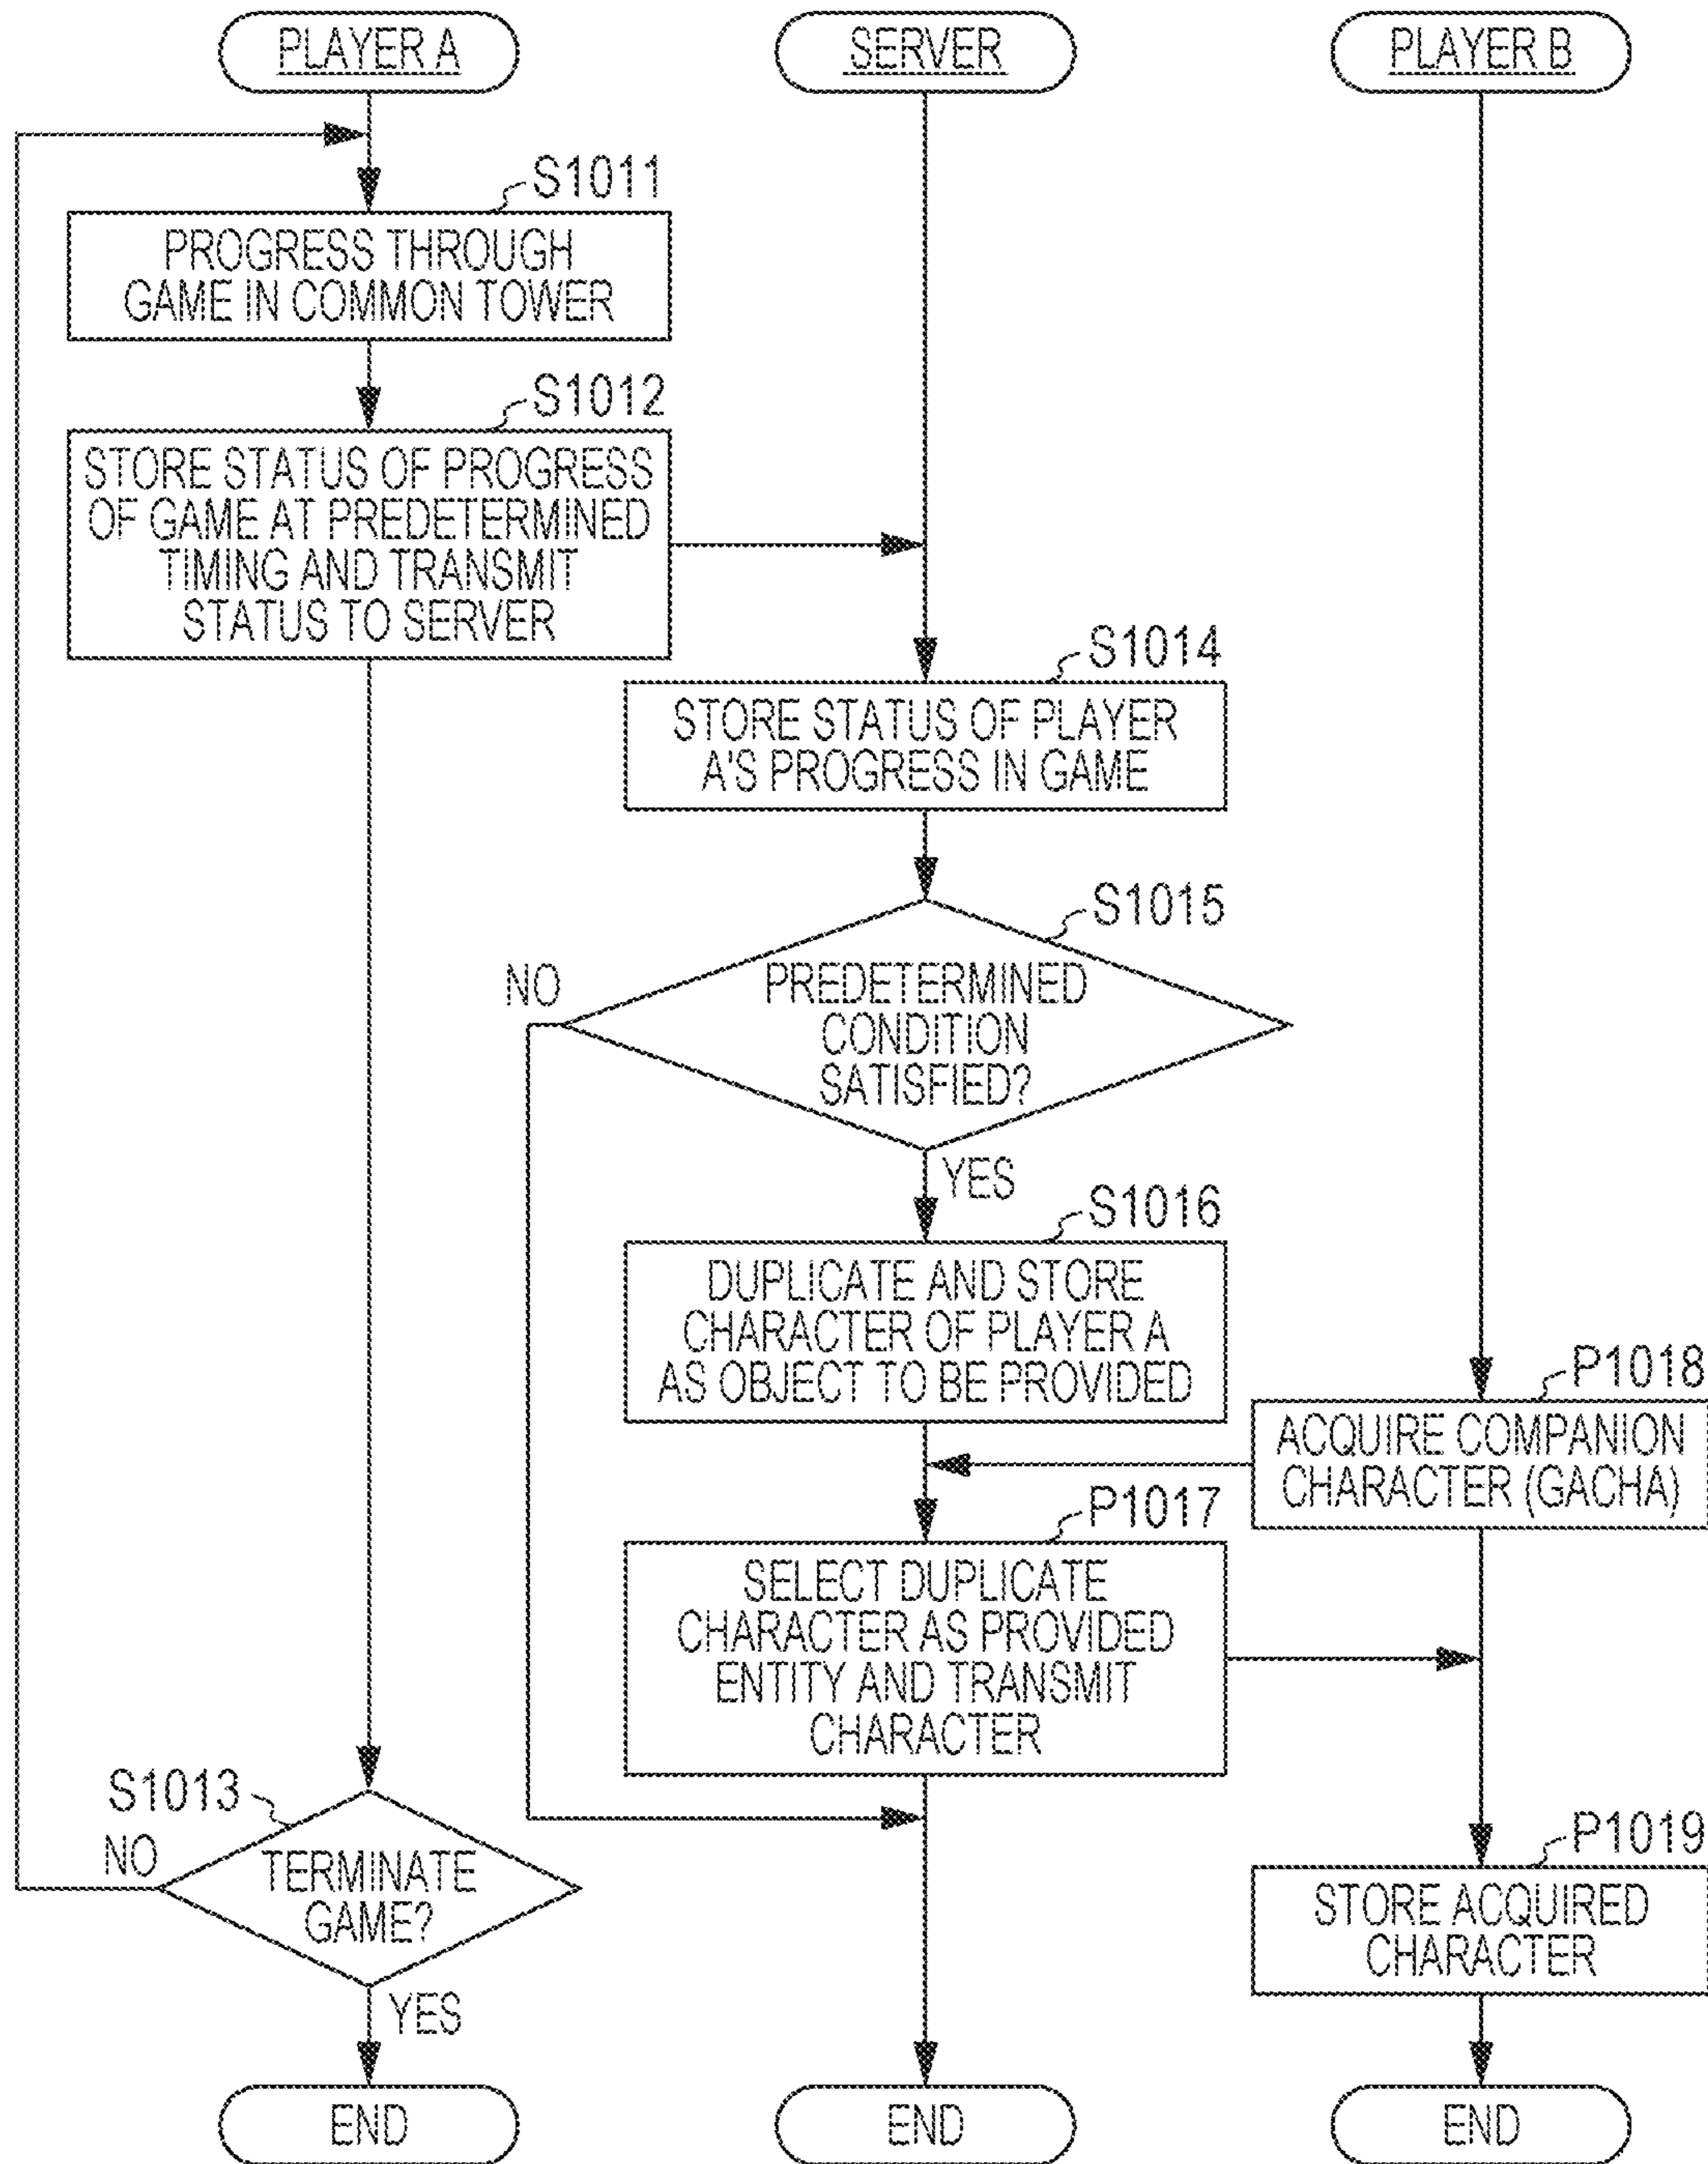 PLAYER A
SERVER
PLAYER B
S1011
PROGRESS THROUGH
GAME IN COMMON TOWER
S1012
STORE STATUS OF PROGRESS
OF GAME AT PREDETERMINED
TIMING AND TRANSMIT
STATUS TO SERVER
S1014
STORE STATUS OF PLAYER
A'S PROGRESS IN GAME
S1015
NO
PREDETERMINED
CONDITION
SATISFIED?
YES
S1016
DUPLICATE AND STORE
CHARACTER OF PLAYER A
AS OBJECT TO BE PROVIDED
P1018
ACQUIRE COMPANION
CHARACTER (GACHA)
P1017
SELECT DUPLICATE
CHARACTER AS PROVIDED
ENTITY AND TRANSMIT
CHARACTER
S1013
NO
TERMINATE
GAME?
YES
P1019
STORE ACQUIRED
CHARACTER
END
END
END